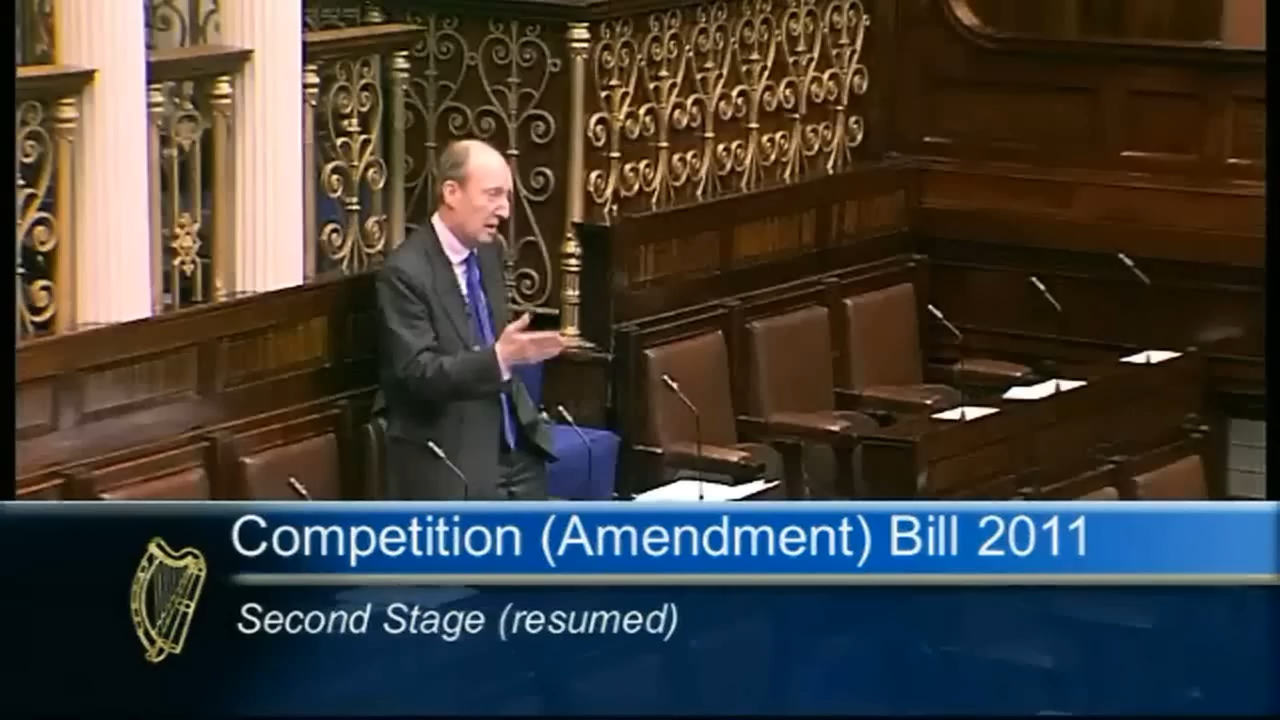 Competition (Amendment) Bill 2011
Second Stage (resumed)